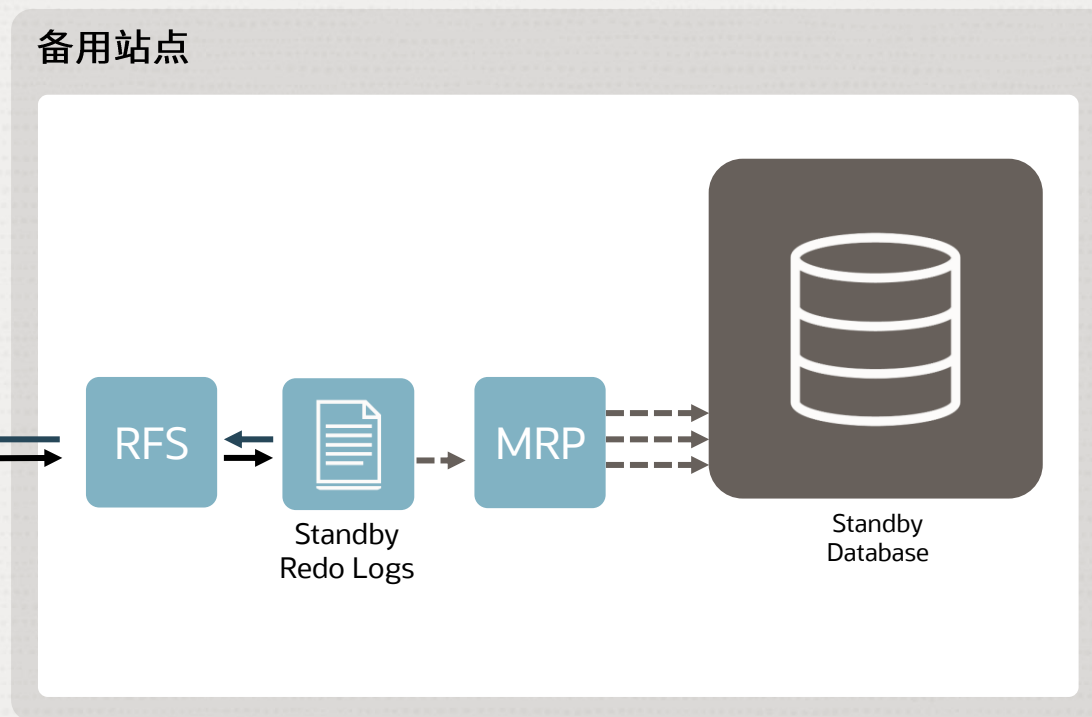 备用站点
RFS
MRP
Standby
Redo Logs
Standby
Database